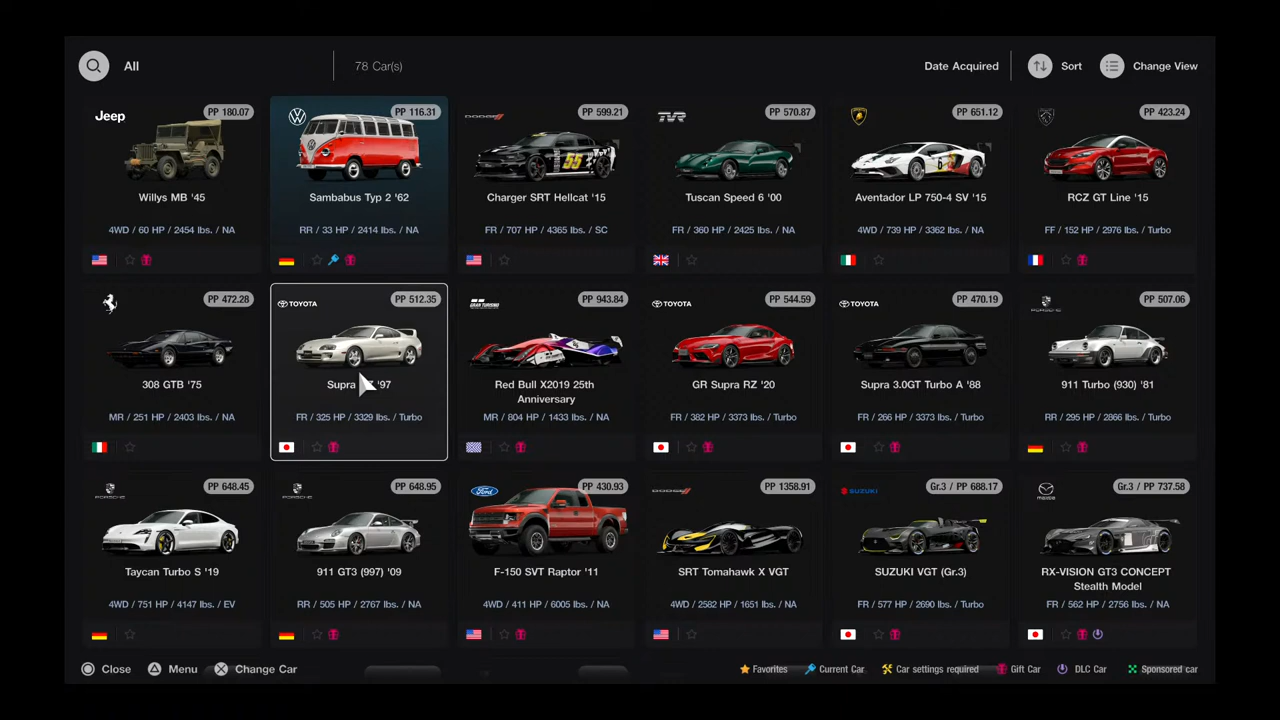 All
78 Car(s)
Date Acquired
Sort
Change View
Jeep
PP 180.07
Willys MB '45
4WD / 60 HP / 2454 lbs. / NA
PP 116.31
Sambabus Typ 2 '62
RR / 33 HP / 2414 lbs. / NA
DODGE
PP 599.21
55
Charger SRT Hellcat '15
FR / 707 HP / 4365 lbs. / SC
TVR
PP 570.87
Tuscan Speed 6 '00
FR / 360 HP / 2425 lbs. / NA
PP 651.12
6
Aventador LP 750-4 SV '15
4WD / 739 HP / 3362 lbs. / NA
PP 423.24
RCZ GT Line '15
FF / 152 HP / 2976 lbs. / Turbo
PP 472.28
308 GTB '75
MR / 251 HP / 2403 lbs. / NA
TOYOTA
PP 512.35
Supra Z '97
FR / 325 HP / 3329 lbs. / Turbo
GRAN TURISMO
PP 943.84
Red Bull X2019 25th
Anniversary
MR / 804 HP / 1433 lbs. / NA
TOYOTA
PP 544.59
GR Supra RZ '20
FR / 382 HP / 3373 lbs. / Turbo
TOYOTA
PP 470.19
Supra 3.0GT Turbo A '88
FR / 266 HP / 3373 lbs. / Turbo
PORSCHE
PP 507.06
911 Turbo (930) '81
RR / 295 HP / 2866 lbs. / Turbo
PORSCHE
PP 648.45
Taycan Turbo S '19
4WD / 751 HP / 4147 lbs. / EV
PORSCHE
PP 648.95
911 GT3 (997) '09
RR / 505 HP / 2767 lbs. / NA
Ford
PP 430.93
F-150 SVT Raptor '11
4WD / 411 HP / 6005 lbs. / NA
DODGE
PP 1358.91
SRT Tomahawk X VGT
4WD / 2582 HP / 1651 lbs. / NA
SUZUKI
Gr.3 / PP 688.17
SUZUKI VGT (Gr.3)
FR / 577 HP / 2690 lbs. / Turbo
mazda
Gr.3 / PP 737.58
RX-VISION GT3 CONCEPT
Stealth Model
FR / 562 HP / 2756 lbs. / NA
Close
Menu
Change Car
Favorites
Current Car
Car settings required
Gift Car
DLC Car
Sponsored car